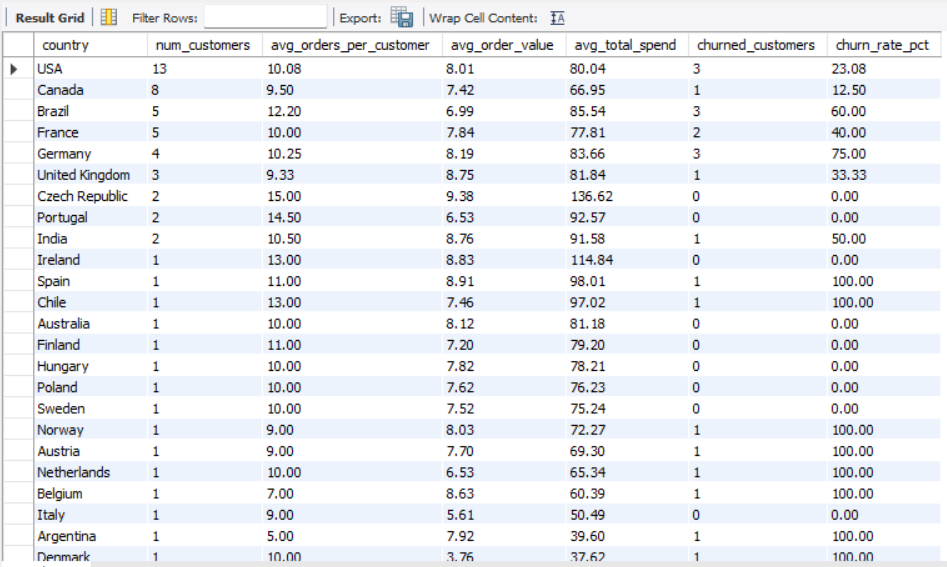 Result Grid Filter Rows: Export: Wrap Cell Content: IA
country num_customers avg_orders_per_customer avg_order_value avg_total_spend churned_customers churn_rate_pct
USA 13 10.08 8.01 80.04 3 23.08
Canada 8 9.50 7.42 66.95 1 12.50
Brazil 5 12.20 6.99 85.54 3 60.00
France 5 10.00 7.84 77.81 2 40.00
Germany 4 10.25 8.19 83.66 3 75.00
United Kingdom 3 9.33 8.75 81.84 1 33.33
Czech Republic 2 15.00 9.38 136.62 0 0.00
Portugal 2 14.50 6.53 92.57 0 0.00
India 2 10.50 8.76 91.58 1 50.00
Ireland 1 13.00 8.83 114.84 0 0.00
Spain 1 11.00 8.91 98.01 1 100.00
Chile 1 13.00 7.46 97.02 1 100.00
Australia 1 10.00 8.12 81.18 0 0.00
Finland 1 11.00 7.20 79.20 0 0.00
Hungary 1 10.00 7.82 78.21 0 0.00
Poland 1 10.00 7.62 76.23 0 0.00
Sweden 1 10.00 7.52 75.24 0 0.00
Norway 1 9.00 8.03 72.27 1 100.00
Austria 1 9.00 7.70 69.30 1 100.00
Netherlands 1 10.00 6.53 65.34 1 100.00
Belgium 1 7.00 8.63 60.39 1 100.00
Italy 1 9.00 5.61 50.49 0 0.00
Argentina 1 5.00 7.92 39.60 1 100.00
Denmark 1 10.00 3.76 37.62 1 100.00